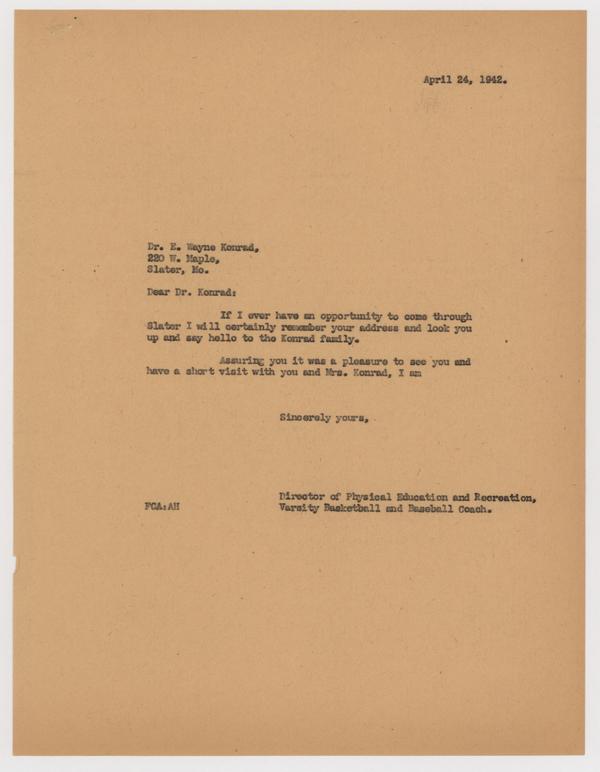 April 24, 1942.
Dr. E. Wayne Konrad,
220 W. Maple,
Slater, Mo.
Dear Dr. Konrad:
If I ever have an opportunity to come through
Slater I will certainly remember your address and look you
up and say hello to the Konrad family.
Assuring you it was a pleasure to see you and
have a short visit with you and Mrs. Konrad, I am
Sincerely yours,
Director of Physical Education and Recreation,
FCA:AH Varsity Basketball and Baseball Coach.